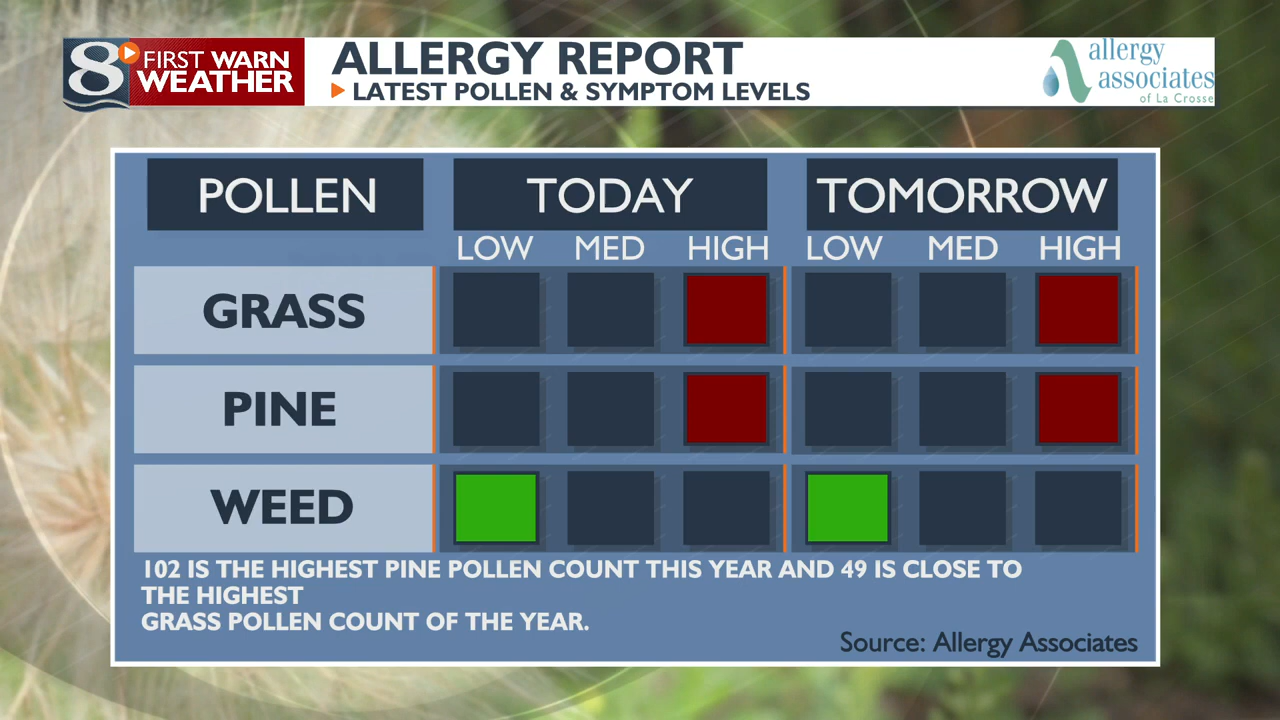 8 FIRST WARN
WEATHER
ALLERGY REPORT
LATEST POLLEN & SYMPTOM LEVELS
allergy
associates
of La Crosse
POLLEN TODAY TOMORROW
LOW MED HIGH LOW MED HIGH
GRASS
PINE
WEED
102 IS THE HIGHEST PINE POLLEN COUNT THIS YEAR AND 49 IS CLOSE TO
THE HIGHEST
GRASS POLLEN COUNT OF THE YEAR.
Source: Allergy Associates